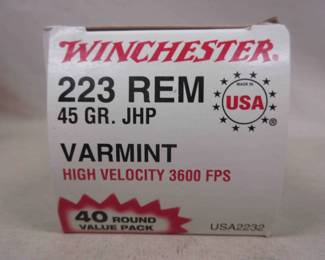 WINCHESTER
223 REM
45 GR. JHP
MADE IN
USA
®
VARMINT
HIGH VELOCITY 3600 FPS
40 ROUND
VALUE PACK
USA2232